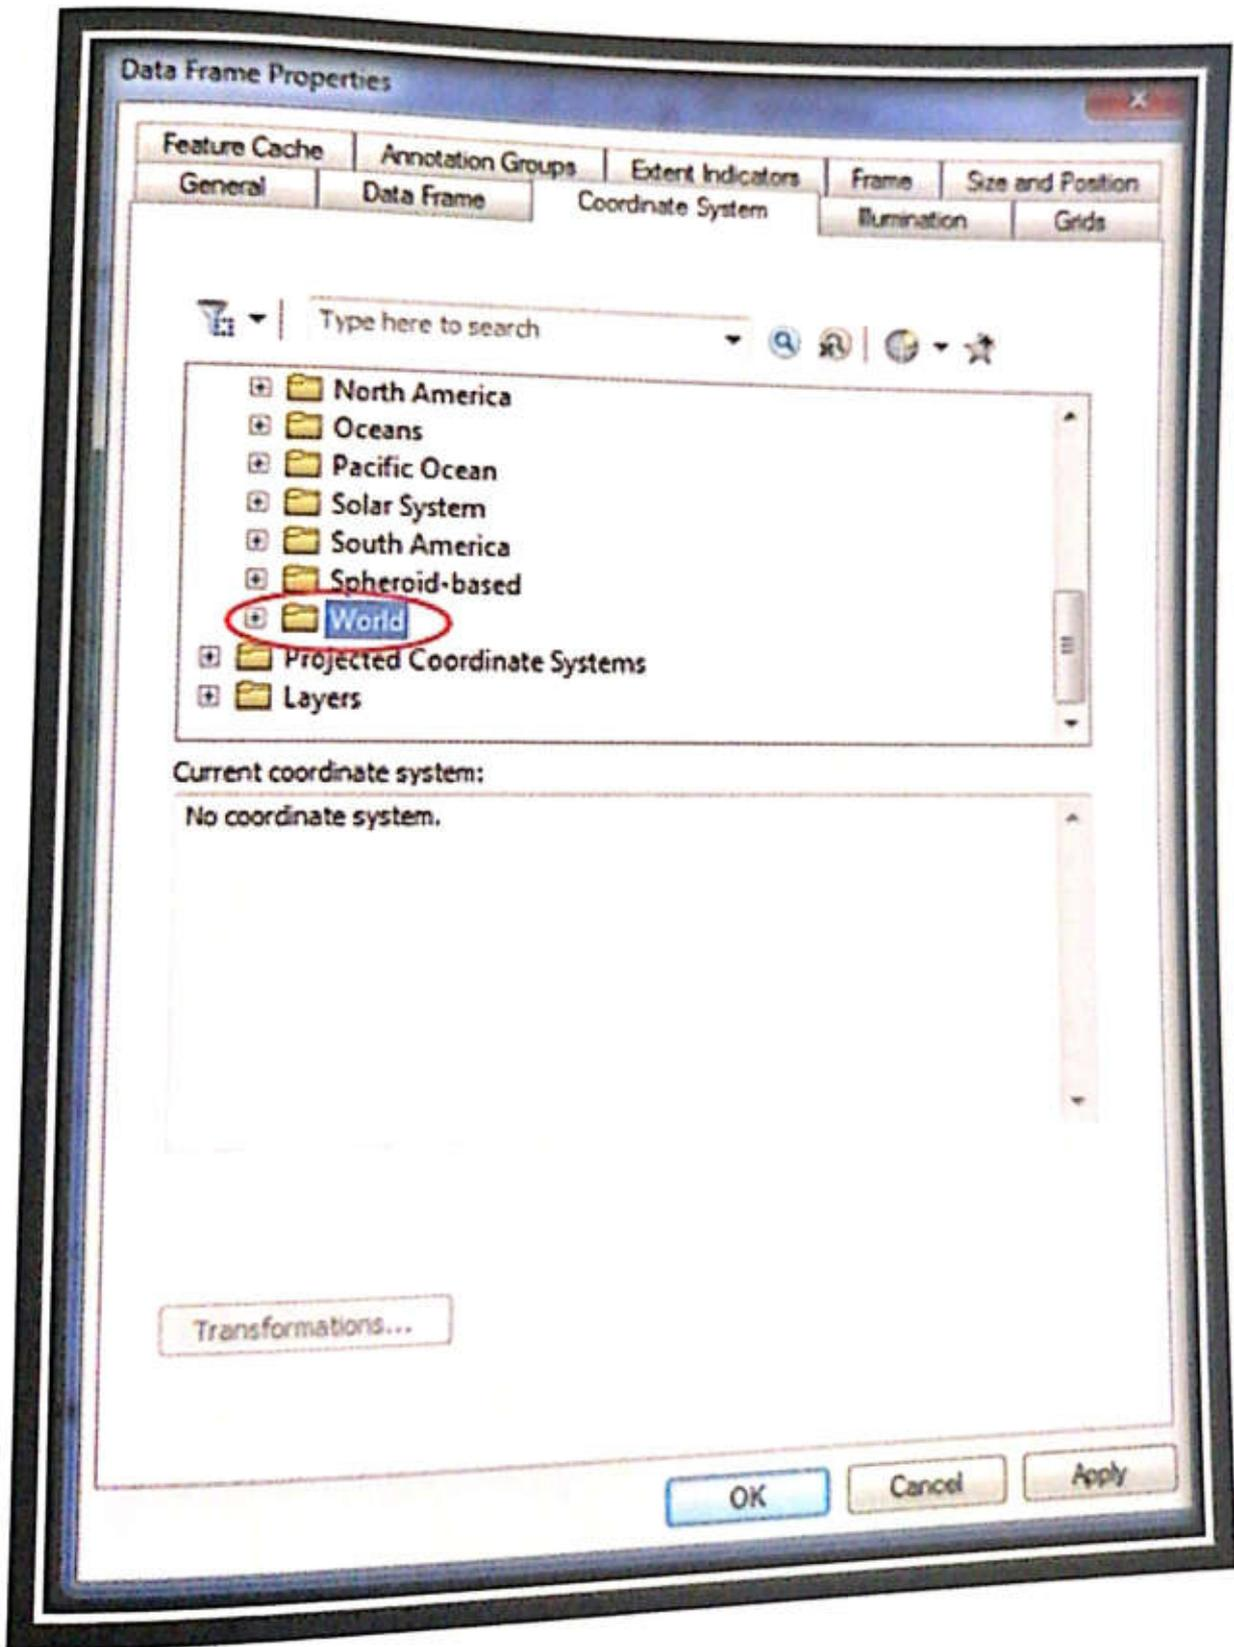 Data Frame Properties
Feature Cache Annotation Groups Extent Indicators Frame Size and Position
General Data Frame Coordinate System Illumination Grids
Type here to search
North America
Oceans
Pacific Ocean
Solar System
South America
Spheroid-based
World
Projected Coordinate Systems
Layers
Current coordinate system:
No coordinate system.
Transformations...
OK Cancel Apply